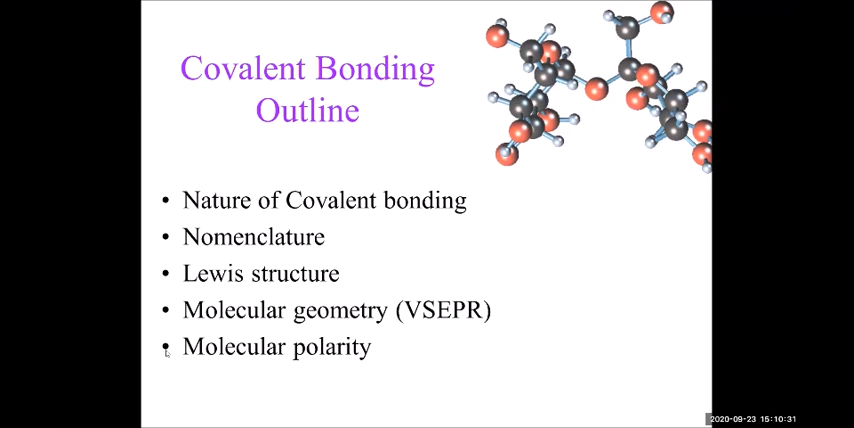 Covalent Bonding
Outline
• Nature of Covalent bonding
• Nomenclature
• Lewis structure
• Molecular geometry (VSEPR)
• Molecular polarity
2020-09-23 15:10:31